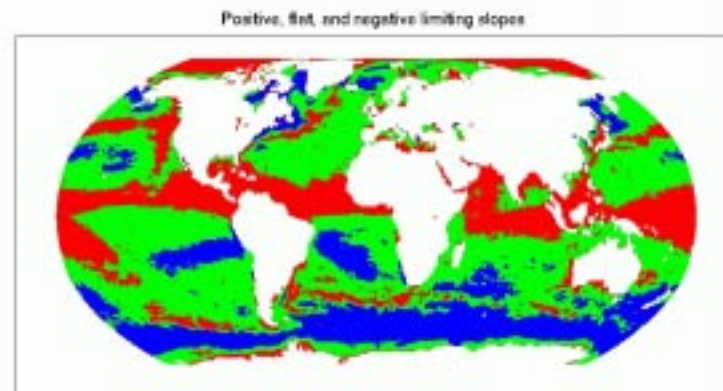 Positive, flat, and negative limiting slopes